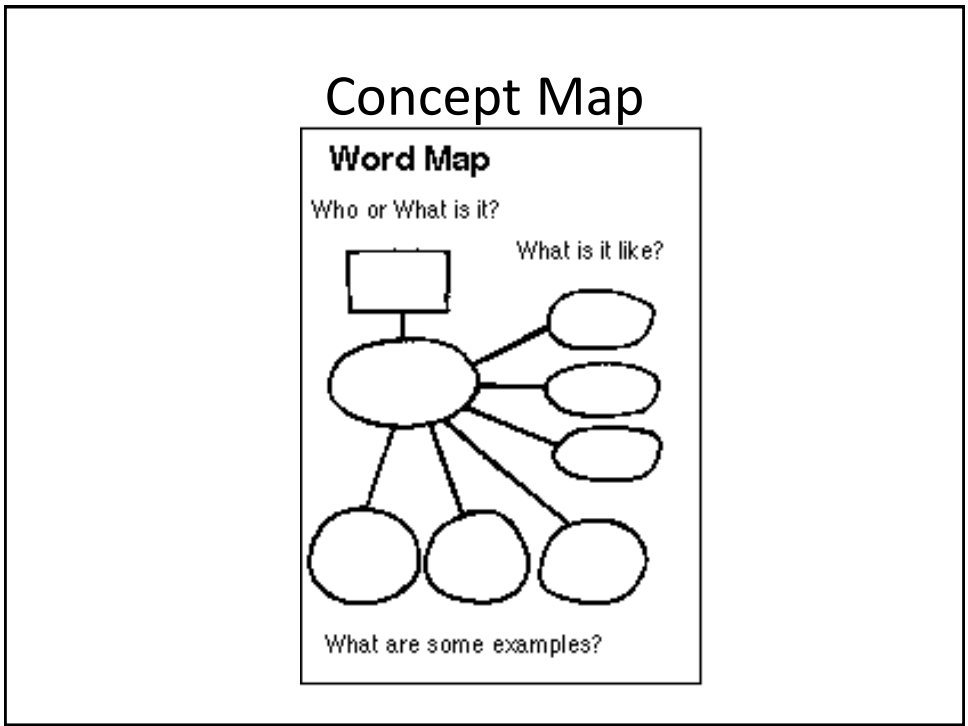 Concept Map
Word Map
Who or What is it?
What is it like?
What are some examples?